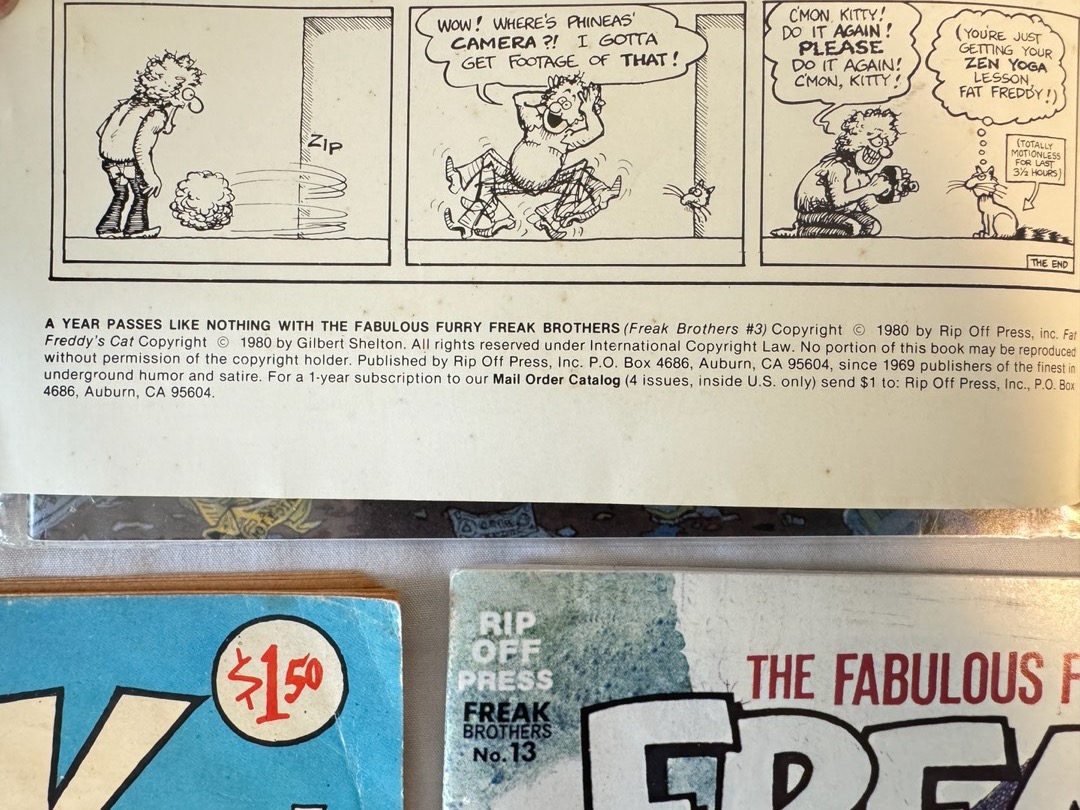 ZIP
WOW! WHERE'S PHINEAS'
CAMERA?! I GOTTA
GET FOOTAGE OF THAT!
C'MON, KITTY!
DO IT AGAIN!
PLEASE
DO IT AGAIN!
C'MON, KITTY!
(YOU'RE JUST
GETTING YOUR
ZEN YOGA
LESSON,
FAT FREDDY!)
(TOTALLY
MOTIONLESS
FOR LAST
3½ HOURS)
THE END
A YEAR PASSES LIKE NOTHING WITH THE FABULOUS FURRY FREAK BROTHERS (Freak Brothers #3) Copyright © 1980 by Rip Off Press, inc. Fat
Freddy's Cat Copyright © 1980 by Gilbert Shelton. All rights reserved under International Copyright Law. No portion of this book may be reproduced
without permission of the copyright holder. Published by Rip Off Press, Inc. P.O. Box 4686, Auburn, CA 95604, since 1969 publishers of the finest in
underground humor and satire. For a 1-year subscription to our Mail Order Catalog (4 issues, inside U.S. only) send $1 to: Rip Off Press, Inc., P.O. Box
4686, Auburn, CA 95604.
$1.50
RIP
OFF
PRESS
FREAK
BROTHERS
No. 13
THE FABULOUS F
FREA